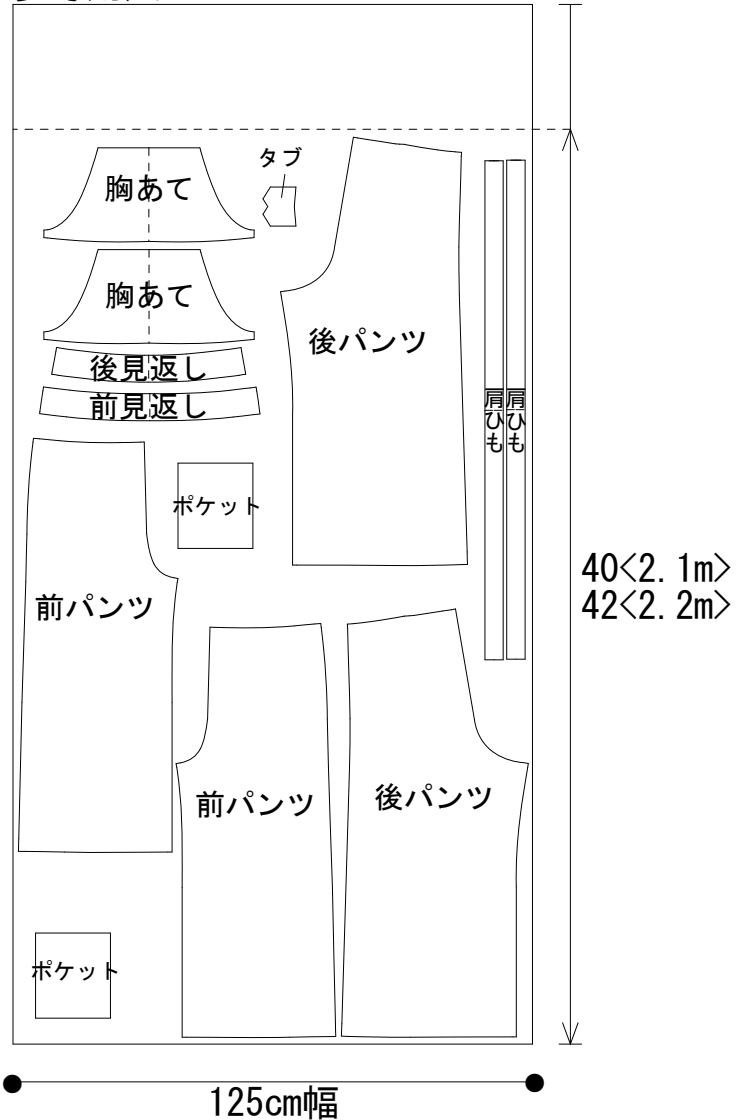 タブ
胸あて
胸あて
後パンツ
後見返し
前見返し
肩ひも
肩ひも
ポケット
前パンツ
40<2.1m>
42<2.2m>
前パンツ
後パンツ
ポケット
125cm幅